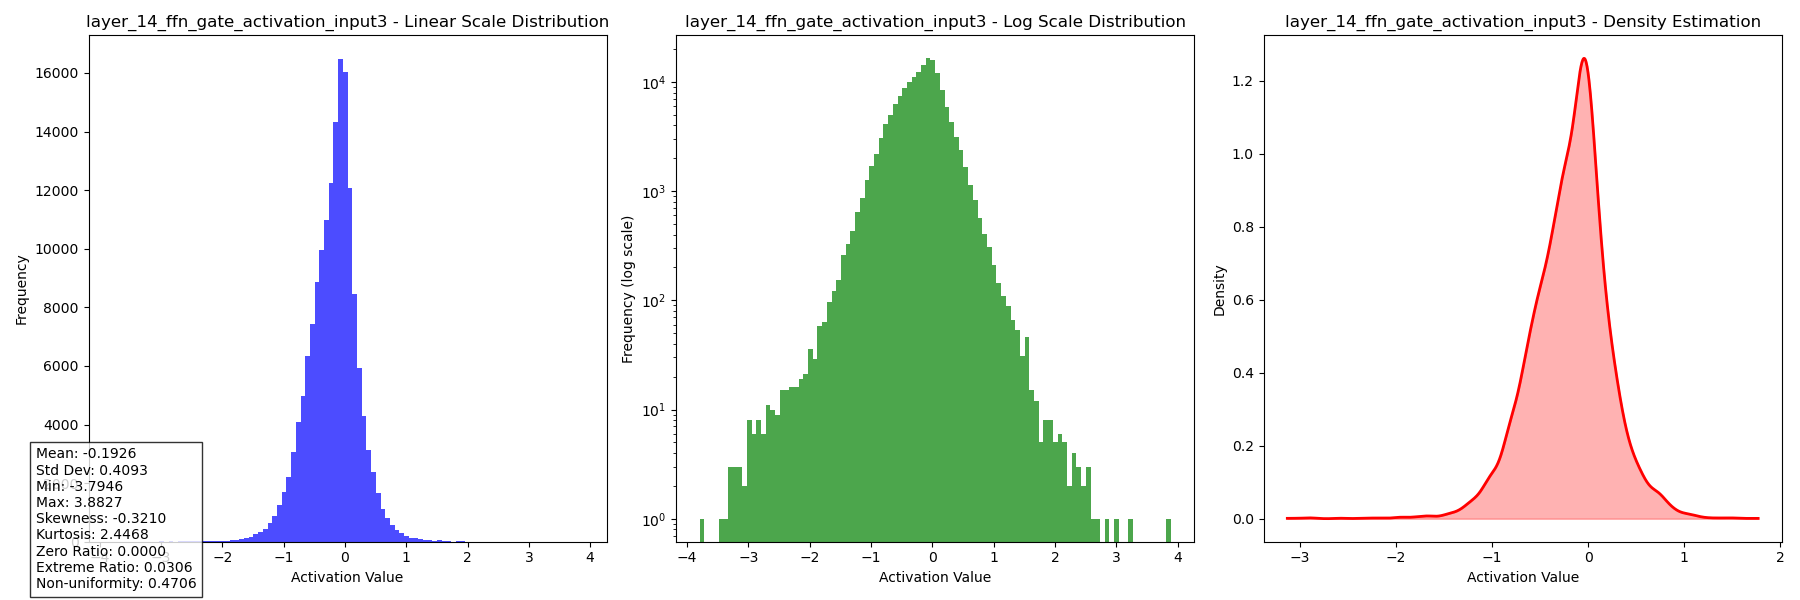 layer_14_ffn_gate_activation_input3 - Linear Scale Distribution
16000
14000
12000
10000
8000
6000
4000
Frequency
−2
−1
0
1
2
3
4
Activation Value
Mean: -0.1926
Std Dev: 0.4093
Min: -3.7946
Max: 3.8827
Skewness: -0.3210
Kurtosis: 2.4468
Zero Ratio: 0.0000
Extreme Ratio: 0.0306
Non-uniformity: 0.4706
layer_14_ffn_gate_activation_input3 - Log Scale Distribution
10⁴
10³
10²
10¹
10⁰
Frequency (log scale)
−4
−3
−2
−1
0
1
2
3
4
Activation Value
layer_14_ffn_gate_activation_input3 - Density Estimation
1.2
1.0
0.8
0.6
0.4
0.2
0.0
Density
−3
−2
−1
0
1
2
Activation Value